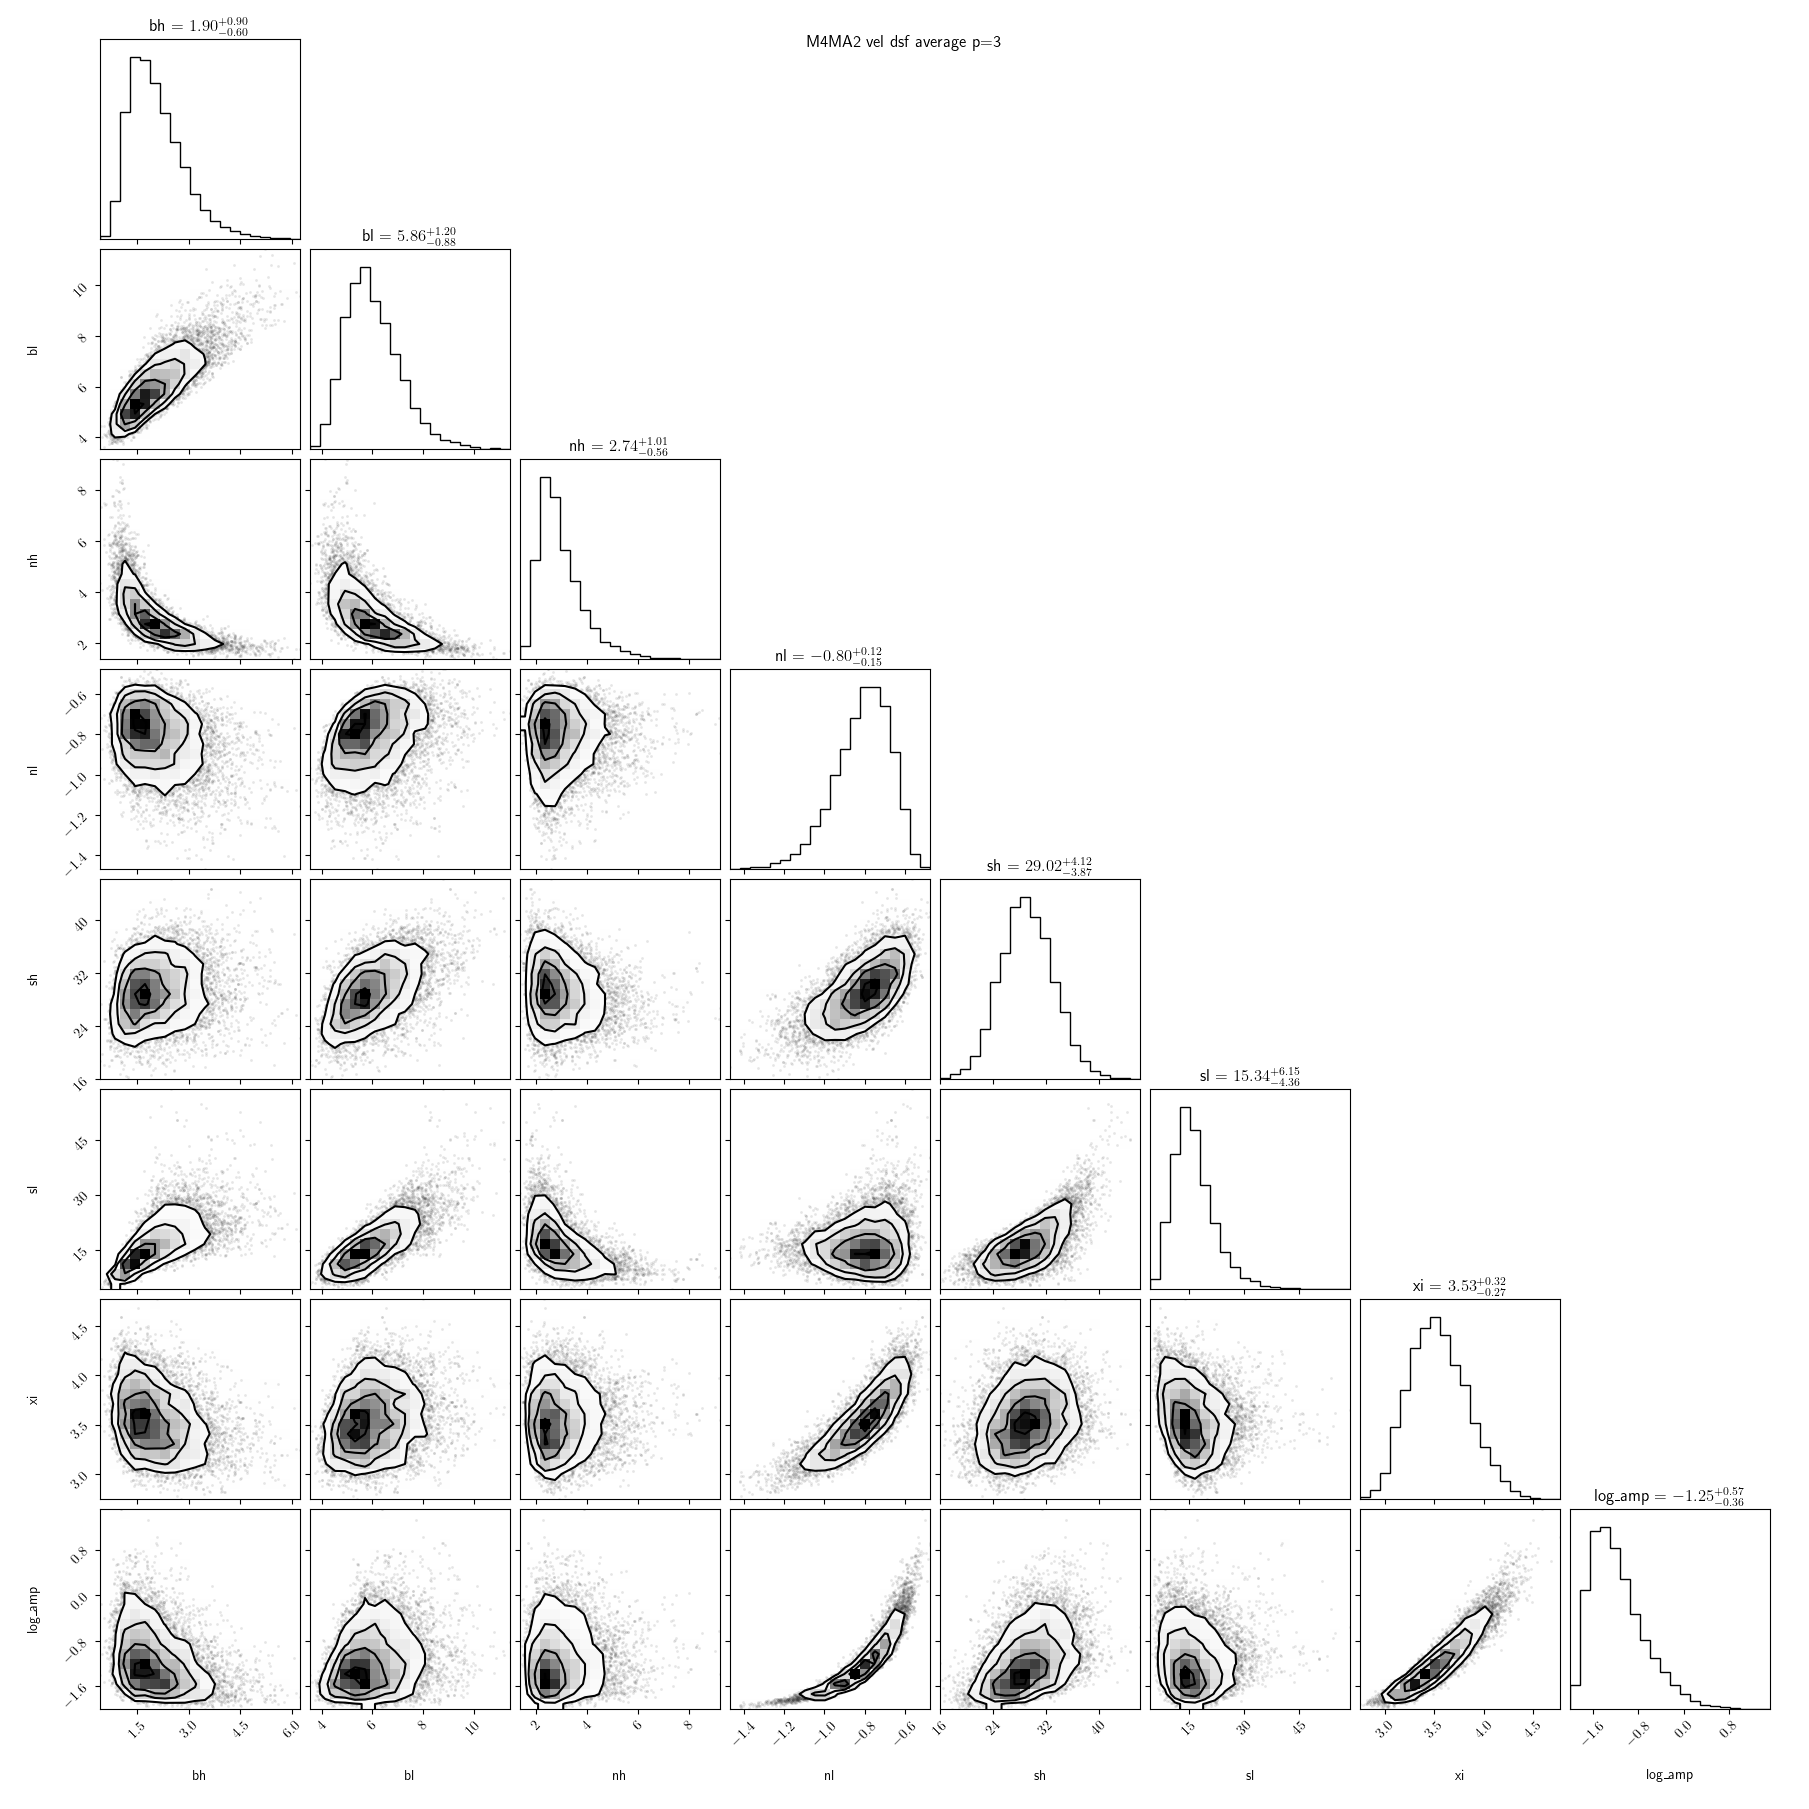 bh = 1.90+0.90−0.60
M4MA2 vel dsf average p=3
bl = 5.86+1.20−0.88
10
8
6
4
bl
nh = 2.74+1.01−0.56
8
6
4
2
nh
nl = −0.80+0.12−0.15
−0.6
−0.8
−1.0
−1.2
−1.4
nl
sh = 29.02+4.12−3.87
40
32
24
16
sh
sl = 15.34+6.15−4.36
45
30
15
sl
xi = 3.53+0.32−0.27
4.5
4.0
3.5
3.0
xi
log_amp = −1.25+0.57−0.36
0.8
0.0
−0.8
−1.6
log_amp
1.5 3.0 4.5 6.0 4 6 8 10 2 4 6 8 −1.4 −1.2 −1.0 −0.8 −0.6 16 24 32 40 15 30 45 3.0 3.5 4.0 4.5 −1.6 −0.8 0.0 0.8
bh bl nh nl sh sl xi log_amp